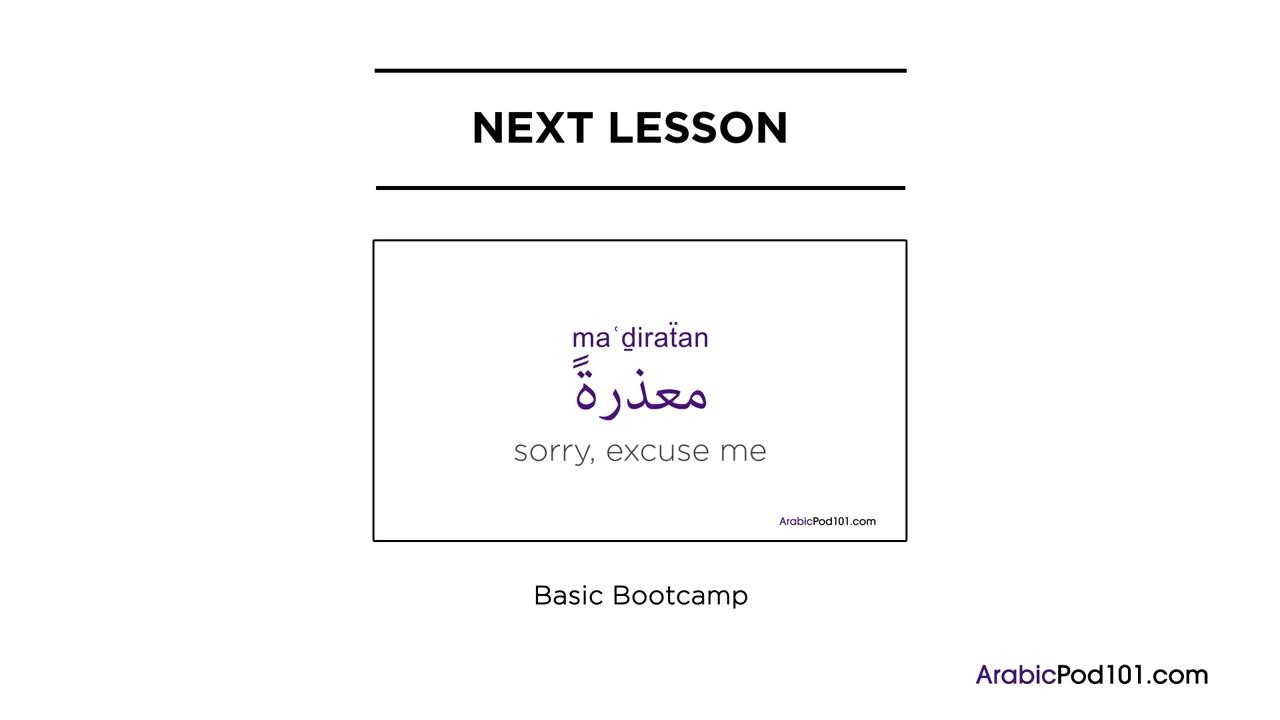 NEXT LESSON
maʿḏiraẗan
معذرةً
sorry, excuse me
ArabicPod101.com
Basic Bootcamp
ArabicPod101.com